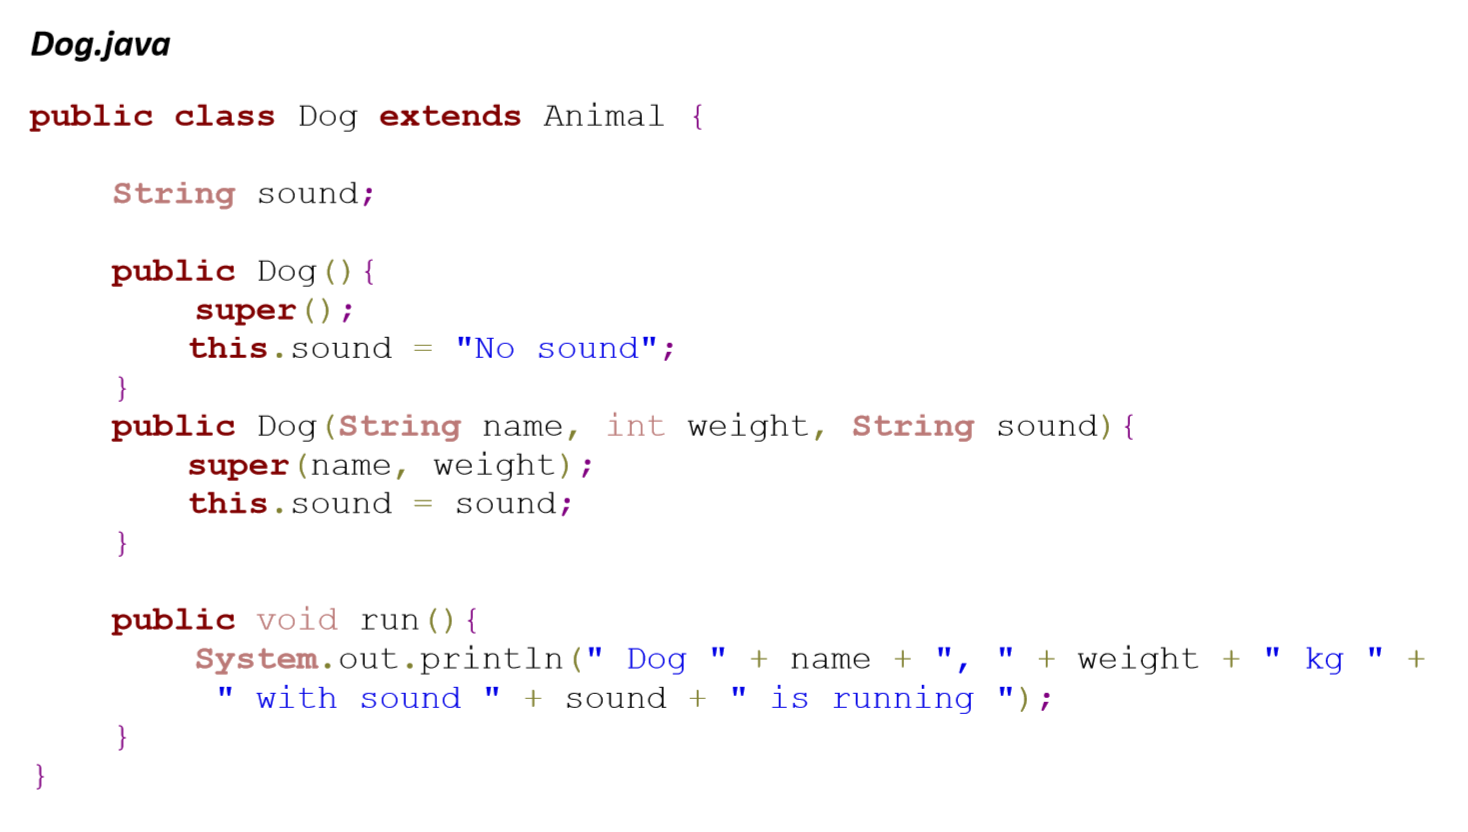 Dog.java
public class Dog extends Animal {
String sound;
public Dog(){
super();
this.sound = "No sound";
}
public Dog(String name, int weight, String sound){
super(name, weight);
this.sound = sound;
}
public void run(){
System.out.println(" Dog " + name + ", " + weight + " kg " +
" with sound " + sound + " is running ");
}
}